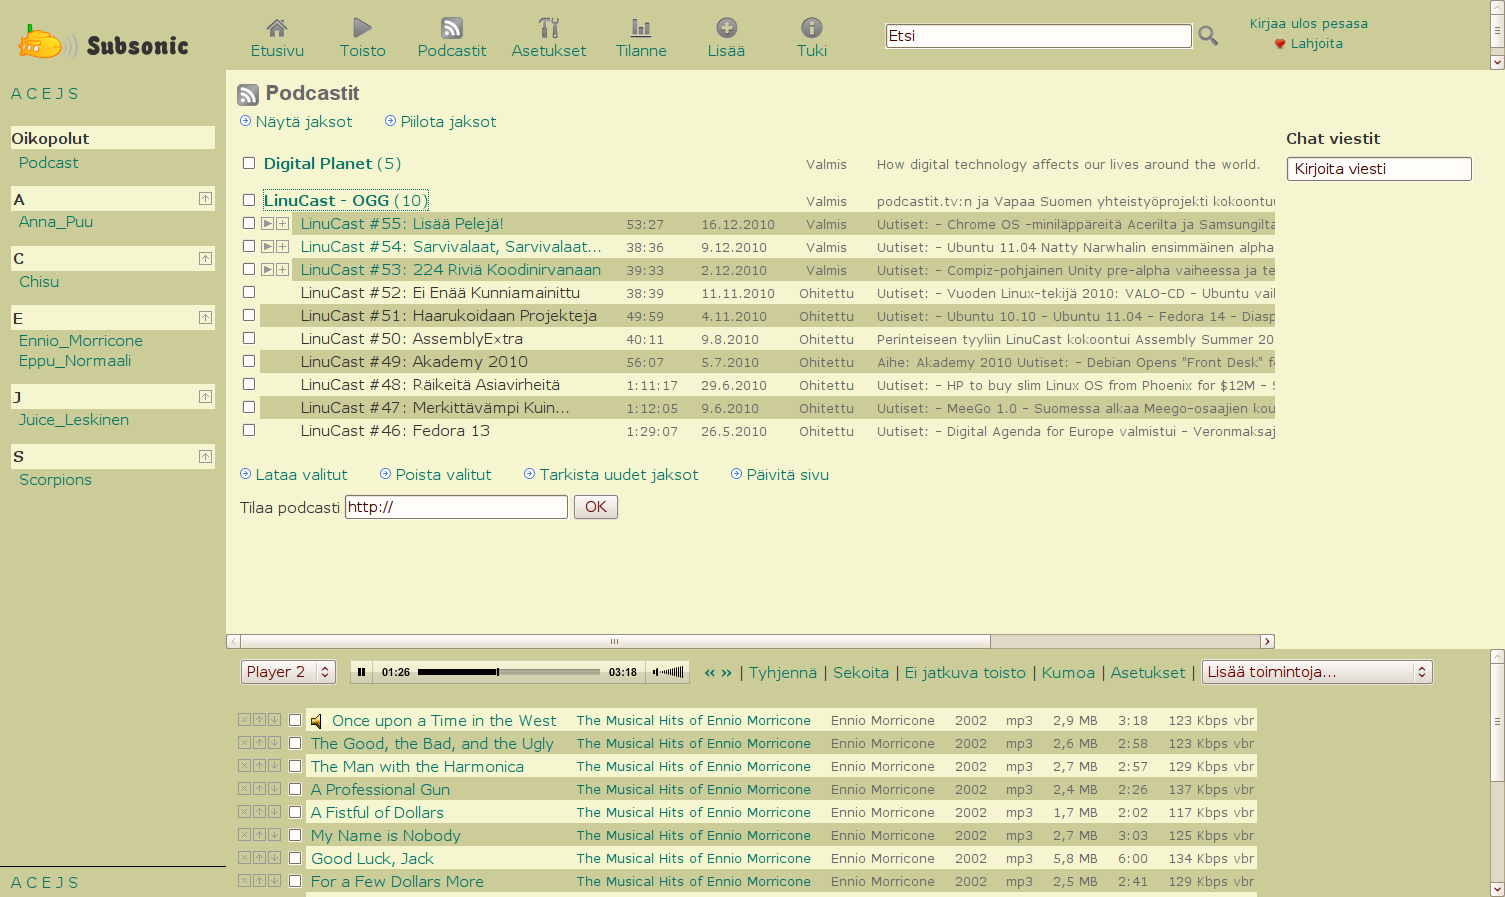 Subsonic
Etusivu Toisto Podcastit Asetukset Tilanne Lisää Tuki
Etsi
Kirjaa ulos pesasa
Lahjoita
A C E J S
Oikopolut
Podcast
A
Anna_Puu
C
Chisu
E
Ennio_Morricone
Eppu_Normaali
J
Juice_Leskinen
S
Scorpions
A C E J S
Podcastit
Näytä jaksot Piilota jaksot
Digital Planet (5) Valmis How digital technology affects our lives around the world.
LinuCast - OGG (10) Valmis podcastit.tv:n ja Vapaa Suomen yhteistyöprojekti kokoontu
LinuCast #55: Lisää Pelejä! 53:27 16.12.2010 Valmis Uutiset: - Chrome OS -miniläppäreitä Acerilta ja Samsungilta
LinuCast #54: Sarvivalaat, Sarvivalaat... 38:36 9.12.2010 Valmis Uutiset: - Ubuntu 11.04 Natty Narwhalin ensimmäinen alpha
LinuCast #53: 224 Riviä Koodinirvanaan 39:33 2.12.2010 Valmis Uutiset: - Compiz-pohjainen Unity pre-alpha vaiheessa ja te
LinuCast #52: Ei Enää Kunniamainittu 38:39 11.11.2010 Ohitettu Uutiset: - Vuoden Linux-tekijä 2010: VALO-CD - Ubuntu vaih
LinuCast #51: Haarukoidaan Projekteja 49:59 4.11.2010 Ohitettu Uutiset: - Ubuntu 10.10 - Ubuntu 11.04 - Fedora 14 - Diasp
LinuCast #50: AssemblyExtra 40:11 9.8.2010 Ohitettu Perinteiseen tyyliin LinuCast kokoontui Assembly Summer 20
LinuCast #49: Akademy 2010 56:07 5.7.2010 Ohitettu Aihe: Akademy 2010 Uutiset: - Debian Opens "Front Desk" f
LinuCast #48: Räikeitä Asiavirheitä 1:11:17 29.6.2010 Ohitettu Uutiset: - HP to buy slim Linux OS from Phoenix for $12M - S
LinuCast #47: Merkittävämpi Kuin... 1:12:05 9.6.2010 Ohitettu Uutiset: - MeeGo 1.0 - Suomessa alkaa Meego-osaajien kou
LinuCast #46: Fedora 13 1:29:07 26.5.2010 Ohitettu Uutiset: - Digital Agenda for Europe valmistui - Veronmaksaj
Lataa valitut Poista valitut Tarkista uudet jaksot Päivitä sivu
Tilaa podcasti http:// OK
Chat viestit
Kirjoita viesti
Player 2 01:26 03:18 « » | Tyhjennä | Sekoita | Ei jatkuva toisto | Kumoa | Asetukset | Lisää toimintoja...
Once upon a Time in the West The Musical Hits of Ennio Morricone Ennio Morricone 2002 mp3 2,9 MB 3:18 123 Kbps vbr
The Good, the Bad, and the Ugly The Musical Hits of Ennio Morricone Ennio Morricone 2002 mp3 2,6 MB 2:58 123 Kbps vbr
The Man with the Harmonica The Musical Hits of Ennio Morricone Ennio Morricone 2002 mp3 2,7 MB 2:57 129 Kbps vbr
A Professional Gun The Musical Hits of Ennio Morricone Ennio Morricone 2002 mp3 2,4 MB 2:26 137 Kbps vbr
A Fistful of Dollars The Musical Hits of Ennio Morricone Ennio Morricone 2002 mp3 1,7 MB 2:02 117 Kbps vbr
My Name is Nobody The Musical Hits of Ennio Morricone Ennio Morricone 2002 mp3 2,7 MB 3:03 125 Kbps vbr
Good Luck, Jack The Musical Hits of Ennio Morricone Ennio Morricone 2002 mp3 5,8 MB 6:00 134 Kbps vbr
For a Few Dollars More The Musical Hits of Ennio Morricone Ennio Morricone 2002 mp3 2,5 MB 2:41 129 Kbps vbr